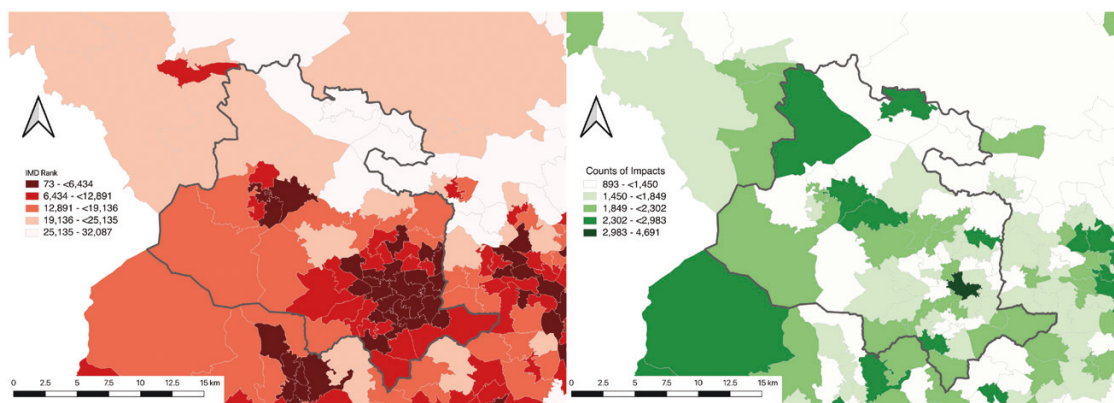 IMD Rank
73 - <6,434
6,434 - <12,891
12,891 - <19,136
19,136 - <25,135
25,135 - 32,087
0 2.5 5 7.5 10 12.5 15 km
Counts of Impacts
893 - <1,450
1,450 - <1,849
1,849 - <2,302
2,302 - <2,983
2,983 - 4,691
0 2.5 5 7.5 10 12.5 15 km